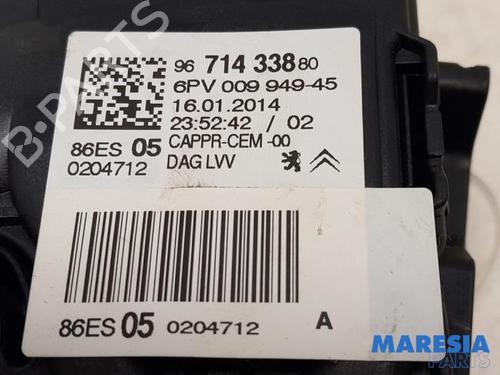 B-PARTS
96 714 338 80
6PV 009 949-45
16.01.2014
23:52:42 / 02
86ES 05 CAPPR-CEM -00
0204712 DAG LVV
86ES 05 0204712 A
MARESIA
PARTS